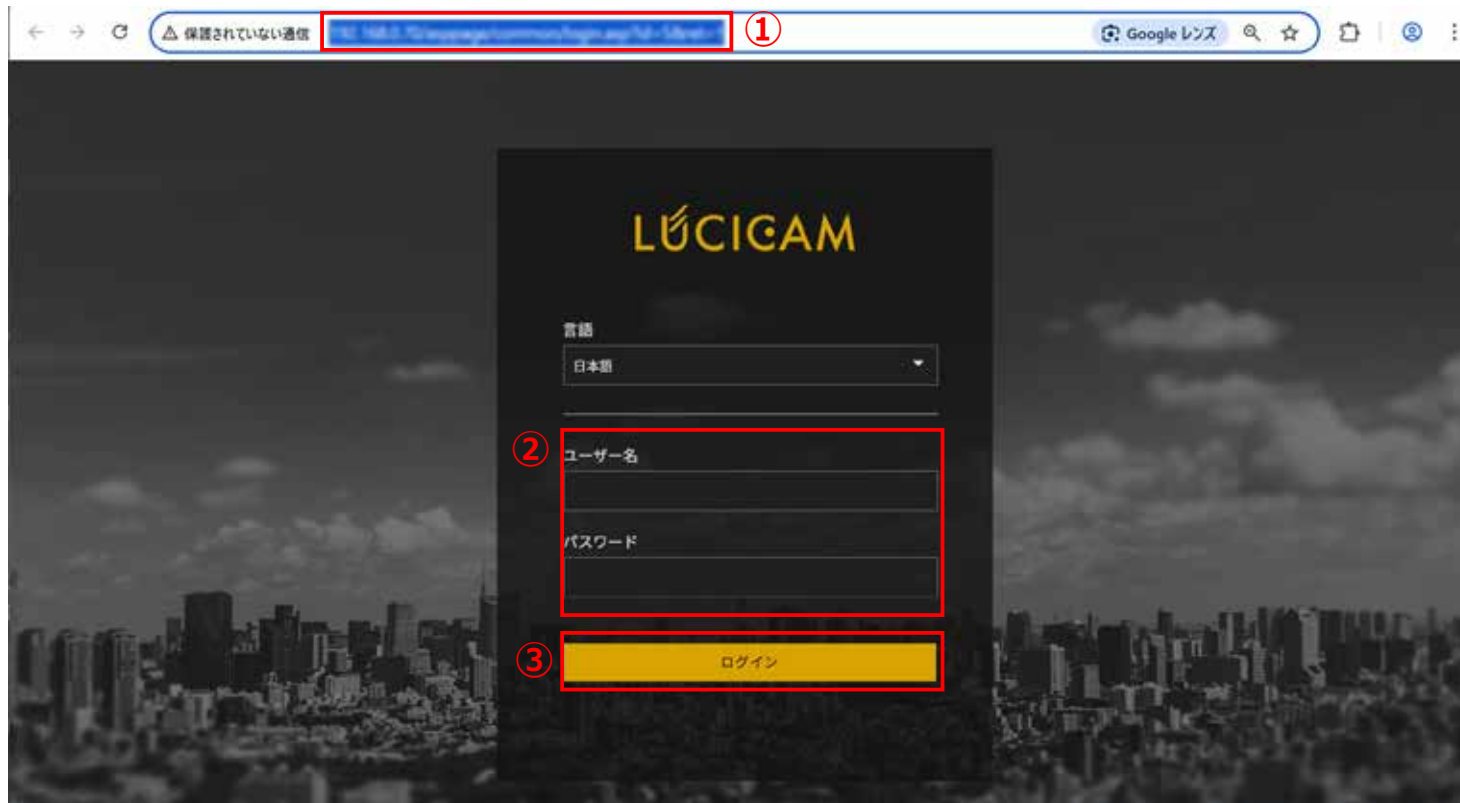 保護されていない通信
①
Google レンズ
LÚCICAM
言語
日本語
②
ユーザー名
パスワード
③
ログイン